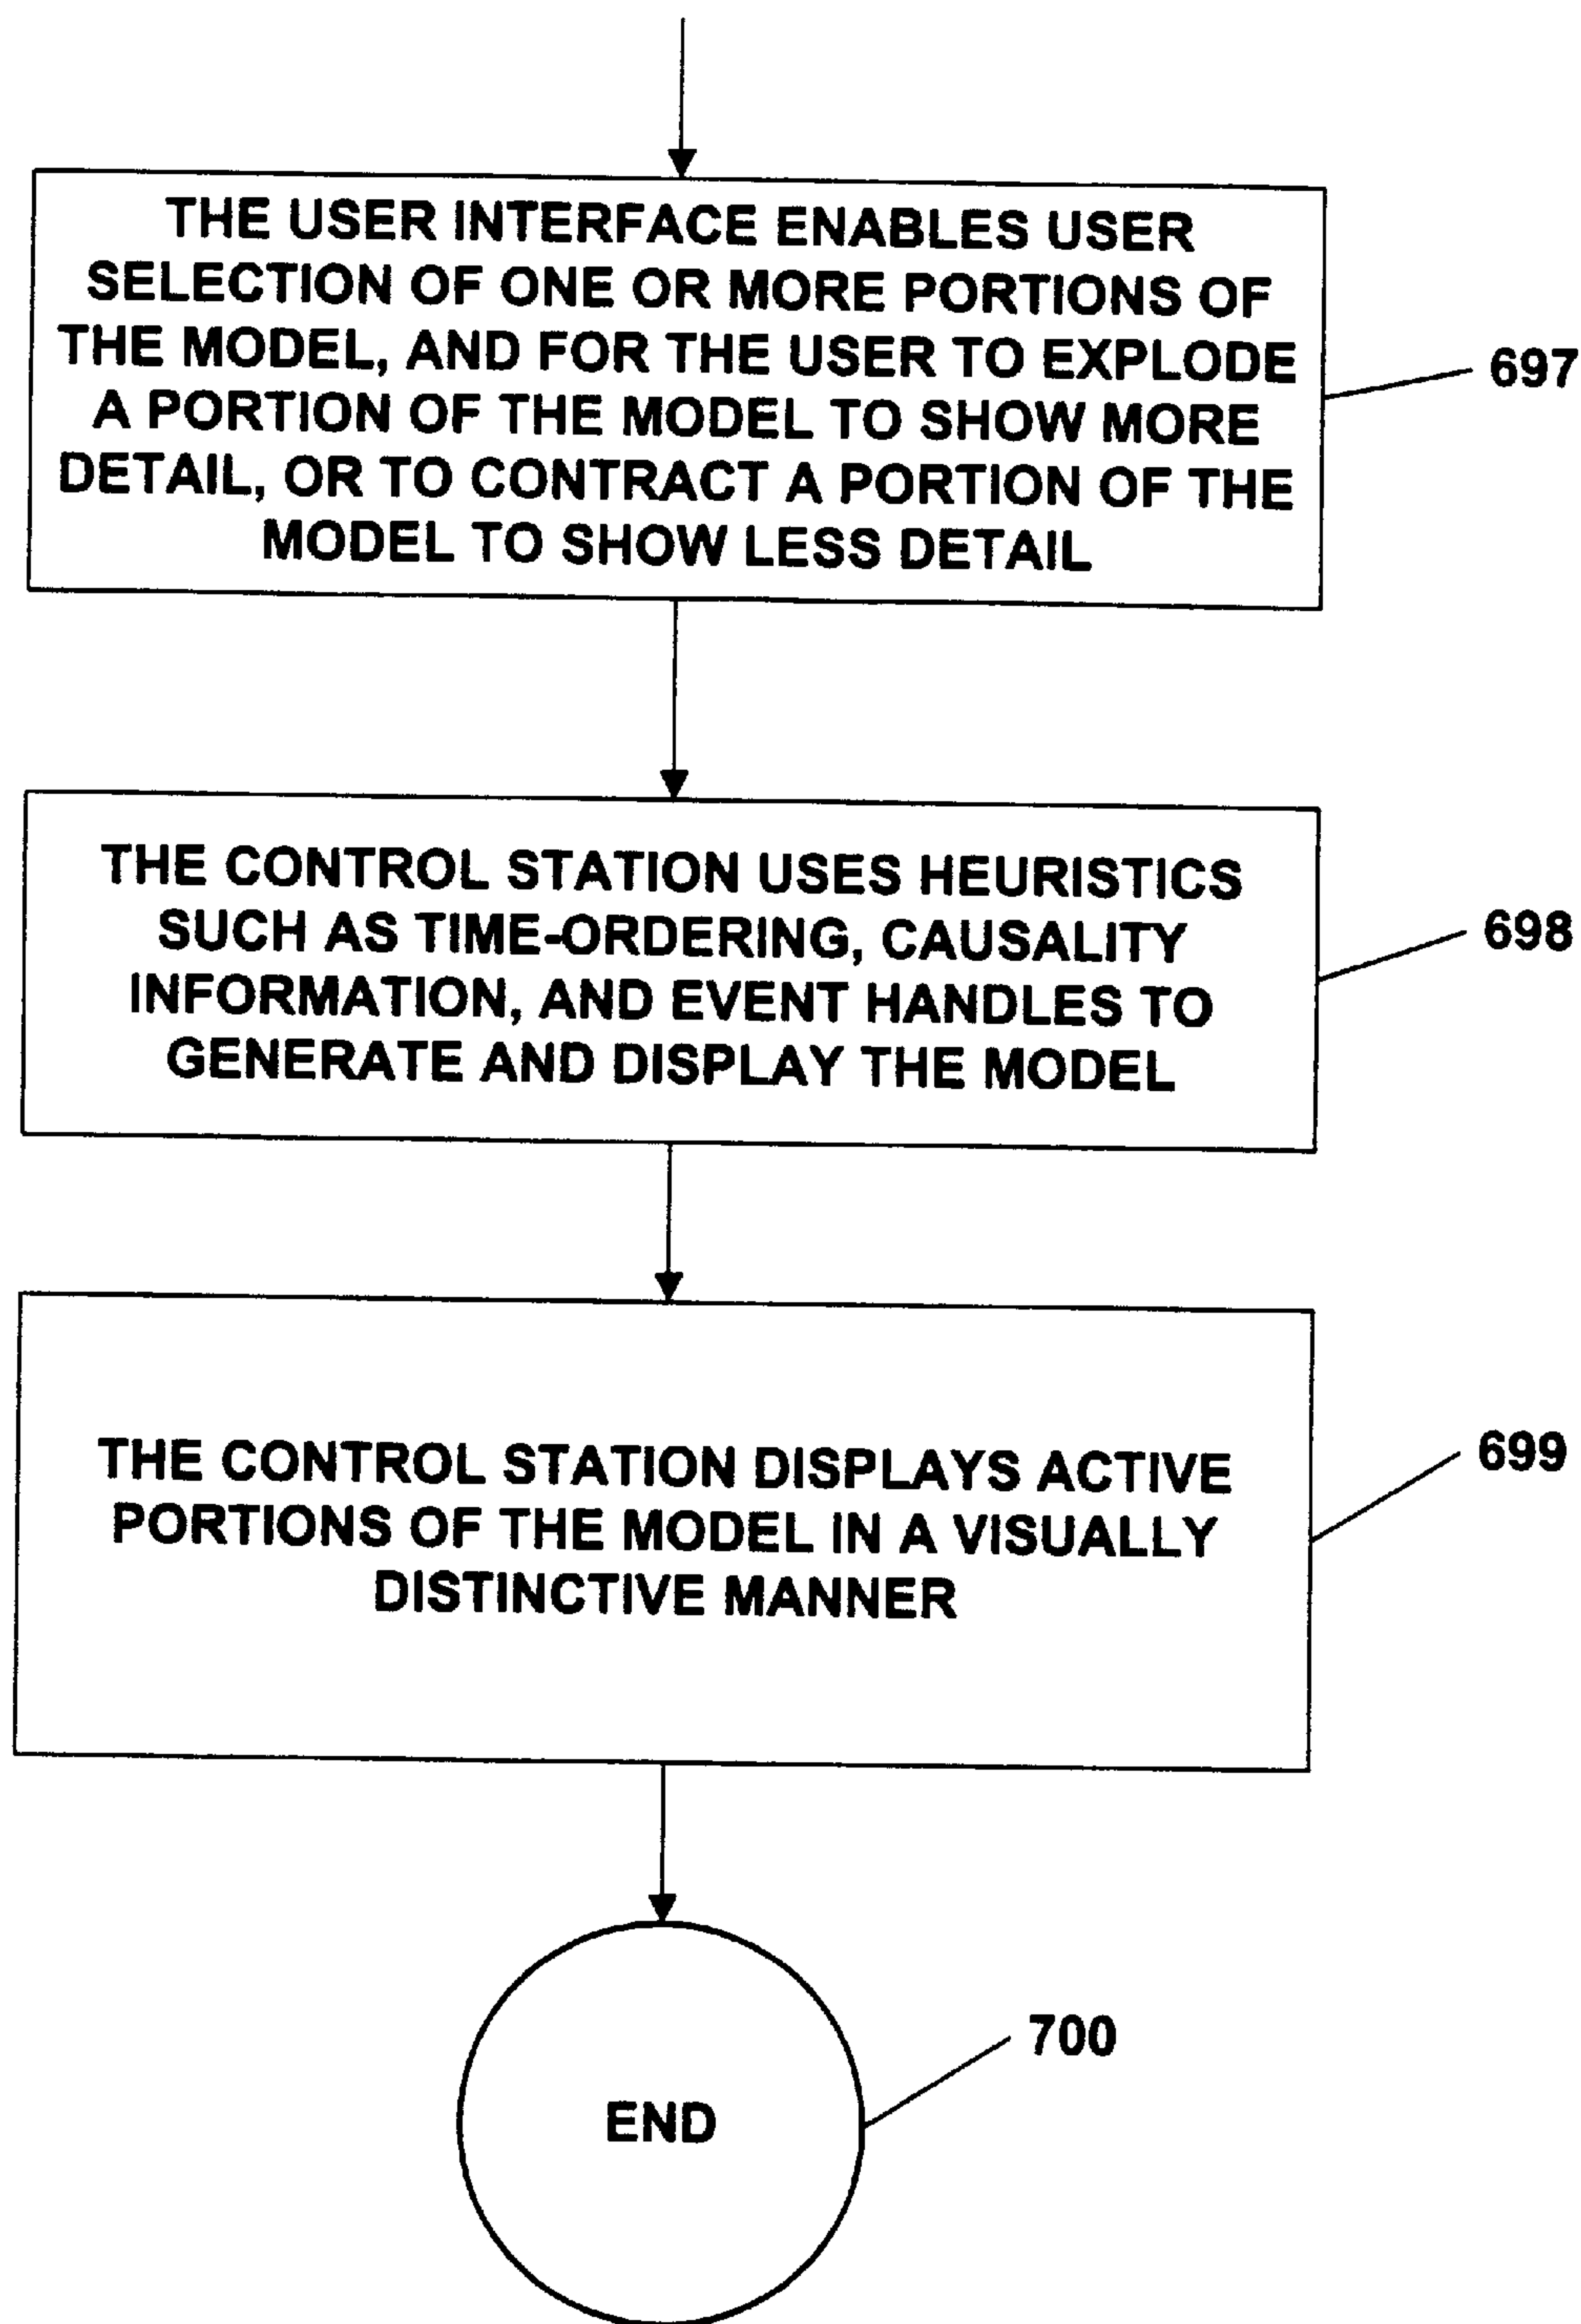 THE USER INTERFACE ENABLES USER
SELECTION OF ONE OR MORE PORTIONS OF
THE MODEL, AND FOR THE USER TO EXPLODE
A PORTION OF THE MODEL TO SHOW MORE
DETAIL, OR TO CONTRACT A PORTION OF THE
MODEL TO SHOW LESS DETAIL
697
THE CONTROL STATION USES HEURISTICS
SUCH AS TIME-ORDERING, CAUSALITY
INFORMATION, AND EVENT HANDLES TO
GENERATE AND DISPLAY THE MODEL
698
THE CONTROL STATION DISPLAYS ACTIVE
PORTIONS OF THE MODEL IN A VISUALLY
DISTINCTIVE MANNER
699
END
700